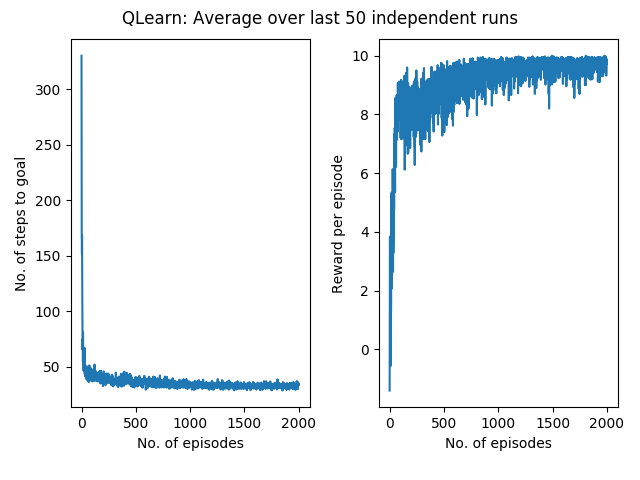 QLearn: Average over last 50 independent runs
No. of steps to goal
300
250
200
150
100
50
0 500 1000 1500 2000
No. of episodes
Reward per episode
10
8
6
4
2
0
0 500 1000 1500 2000
No. of episodes